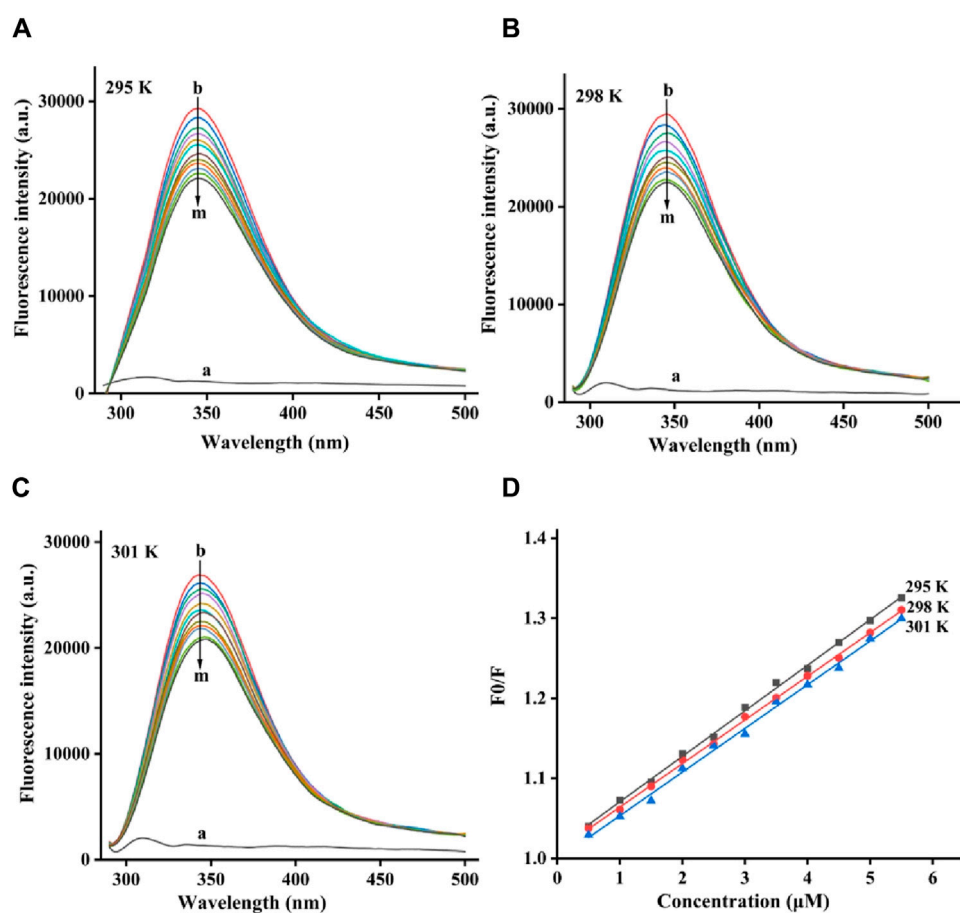 A
295 K
b
m
a
30000
20000
10000
0
300
350
400
450
500
Fluorescence intensity (a.u.)
Wavelength (nm)
B
298 K
b
m
a
30000
20000
10000
0
300
350
400
450
500
Fluorescence intensity (a.u.)
Wavelength (nm)
C
301 K
b
m
a
30000
20000
10000
0
300
350
400
450
500
Fluorescence intensity (a.u.)
Wavelength (nm)
D
1.4
1.3
1.2
1.1
1.0
295 K
298 K
301 K
0
1
2
3
4
5
6
F0/F
Concentration (μM)